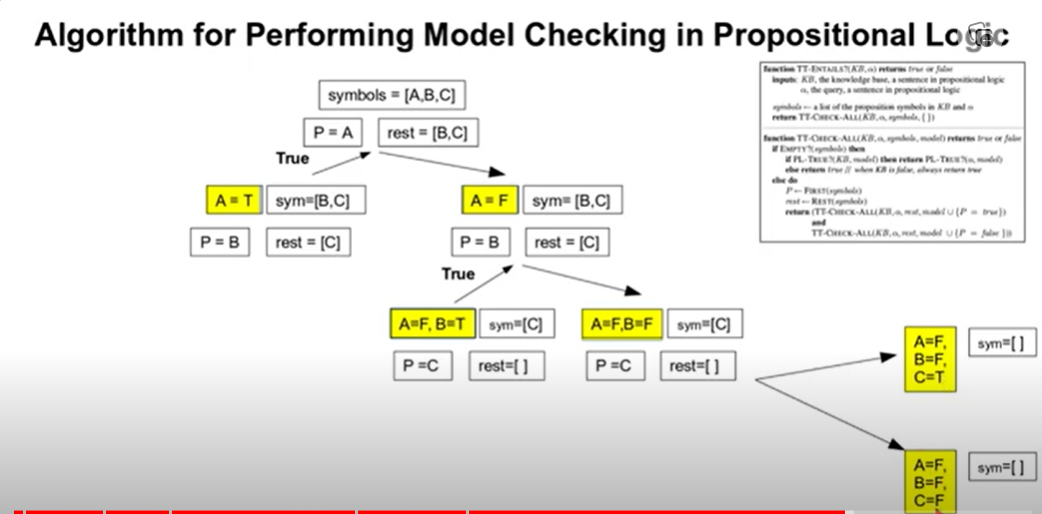 Algorithm for Performing Model Checking in Propositional Logic
function TT-ENTAILS?(KB, α) returns true or false
inputs: KB, the knowledge base, a sentence in propositional logic
α, the query, a sentence in propositional logic
symbols ← a list of the proposition symbols in KB and α
return TT-CHECK-ALL(KB, α, symbols, { })
function TT-CHECK-ALL(KB, α, symbols, model) returns true or false
if EMPTY?(symbols) then
if PL-TRUE?(KB, model) then return PL-TRUE?(α, model)
else return true // when KB is false, always return true
else do
P ← FIRST(symbols)
rest ← REST(symbols)
return (TT-CHECK-ALL(KB, α, rest, model ∪ {P = true})
and
TT-CHECK-ALL(KB, α, rest, model ∪ {P = false }))
symbols = [A,B,C]
P = A rest = [B,C]
True
A = T sym=[B,C] A = F sym= [B,C]
P = B rest = [C] P = B rest = [C]
True
A=F, B=T sym=[C] A=F,B=F sym=[C]
P =C rest=[ ] P =C rest=[ ]
A=F, sym=[ ]
B=F,
C=T
A=F, sym=[ ]
B=F,
C=F